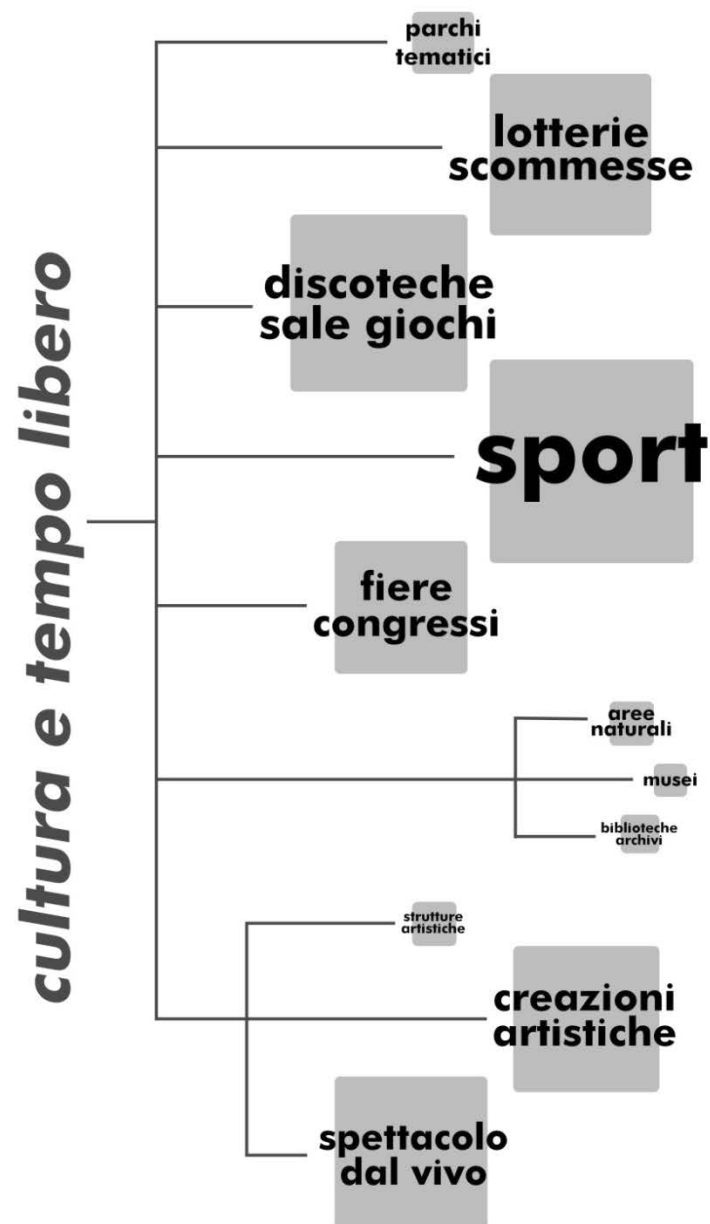 cultura e tempo libero
parchi
tematici
lotterie
scommesse
discoteche
sale giochi
sport
fiere
congressi
aree
naturali
musei
biblioteche
archivi
strutture
artistiche
creazioni
artistiche
spettacolo
dal vivo